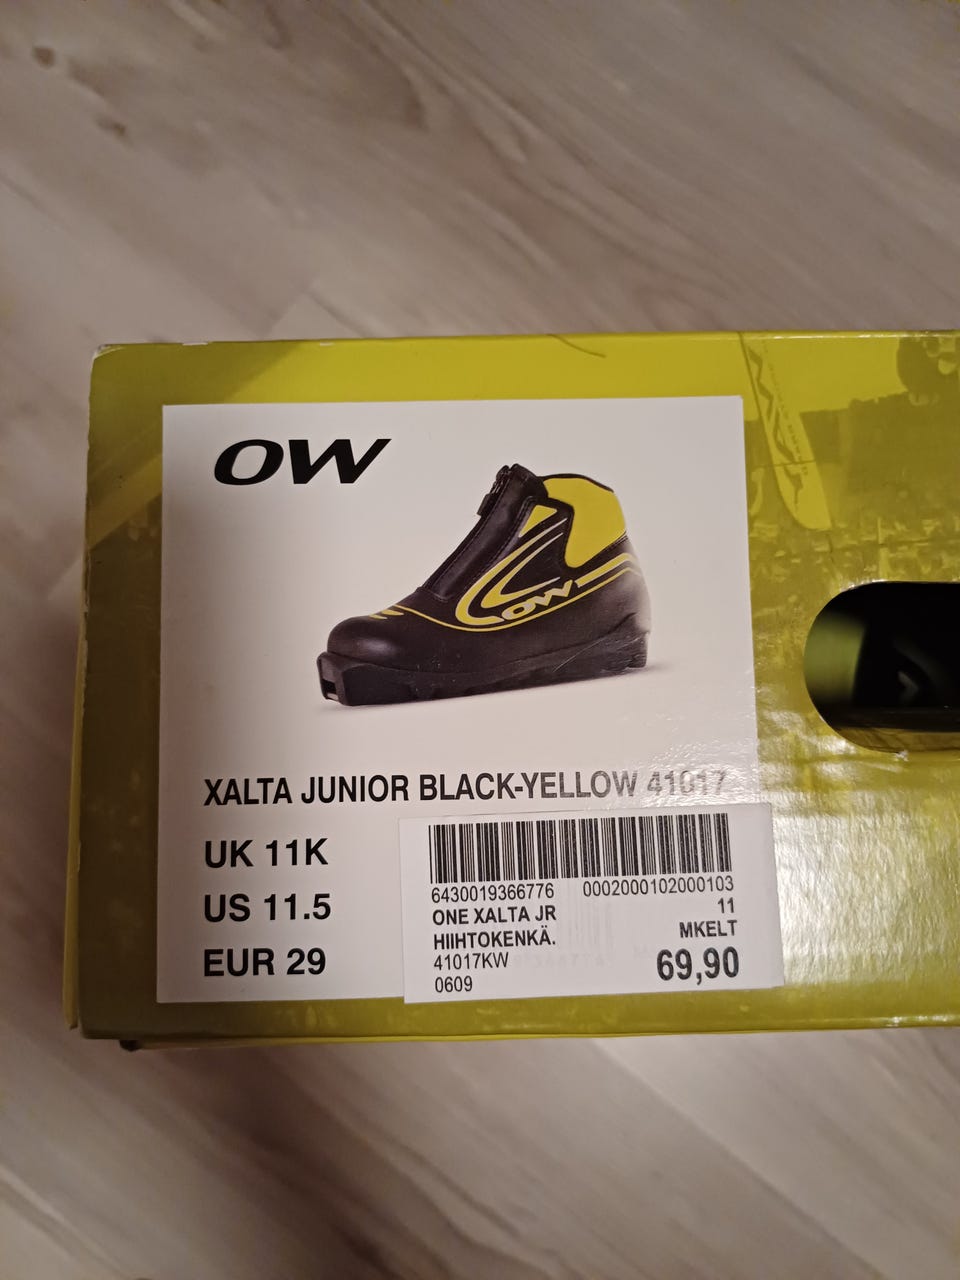 OW
OW
XALTA JUNIOR BLACK-YELLOW 41017
UK 11K
US 11.5
EUR 29
6430019366776 0002000102000103
ONE XALTA JR 11
HIIHTOKENKÄ. MKELT
41017KW 69,90
0609